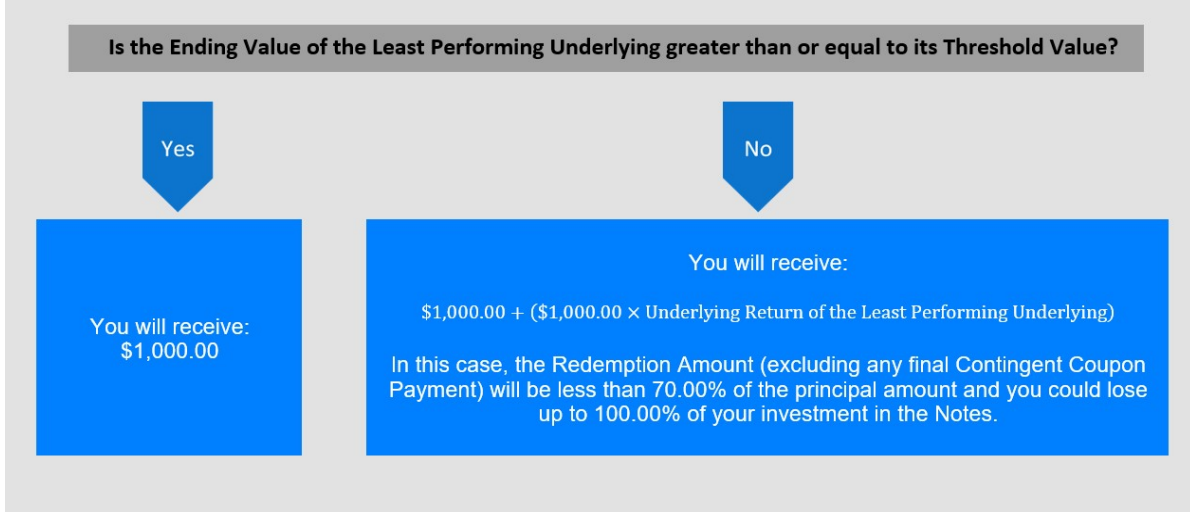 Is the Ending Value of the Least Performing Underlying greater than or equal to its Threshold Value?
Yes
No
You will receive:
$1,000.00
You will receive:
$1,000.00 + ($1,000.00 × Underlying Return of the Least Performing Underlying)
In this case, the Redemption Amount (excluding any final Contingent Coupon
Payment) will be less than 70.00% of the principal amount and you could lose
up to 100.00% of your investment in the Notes.